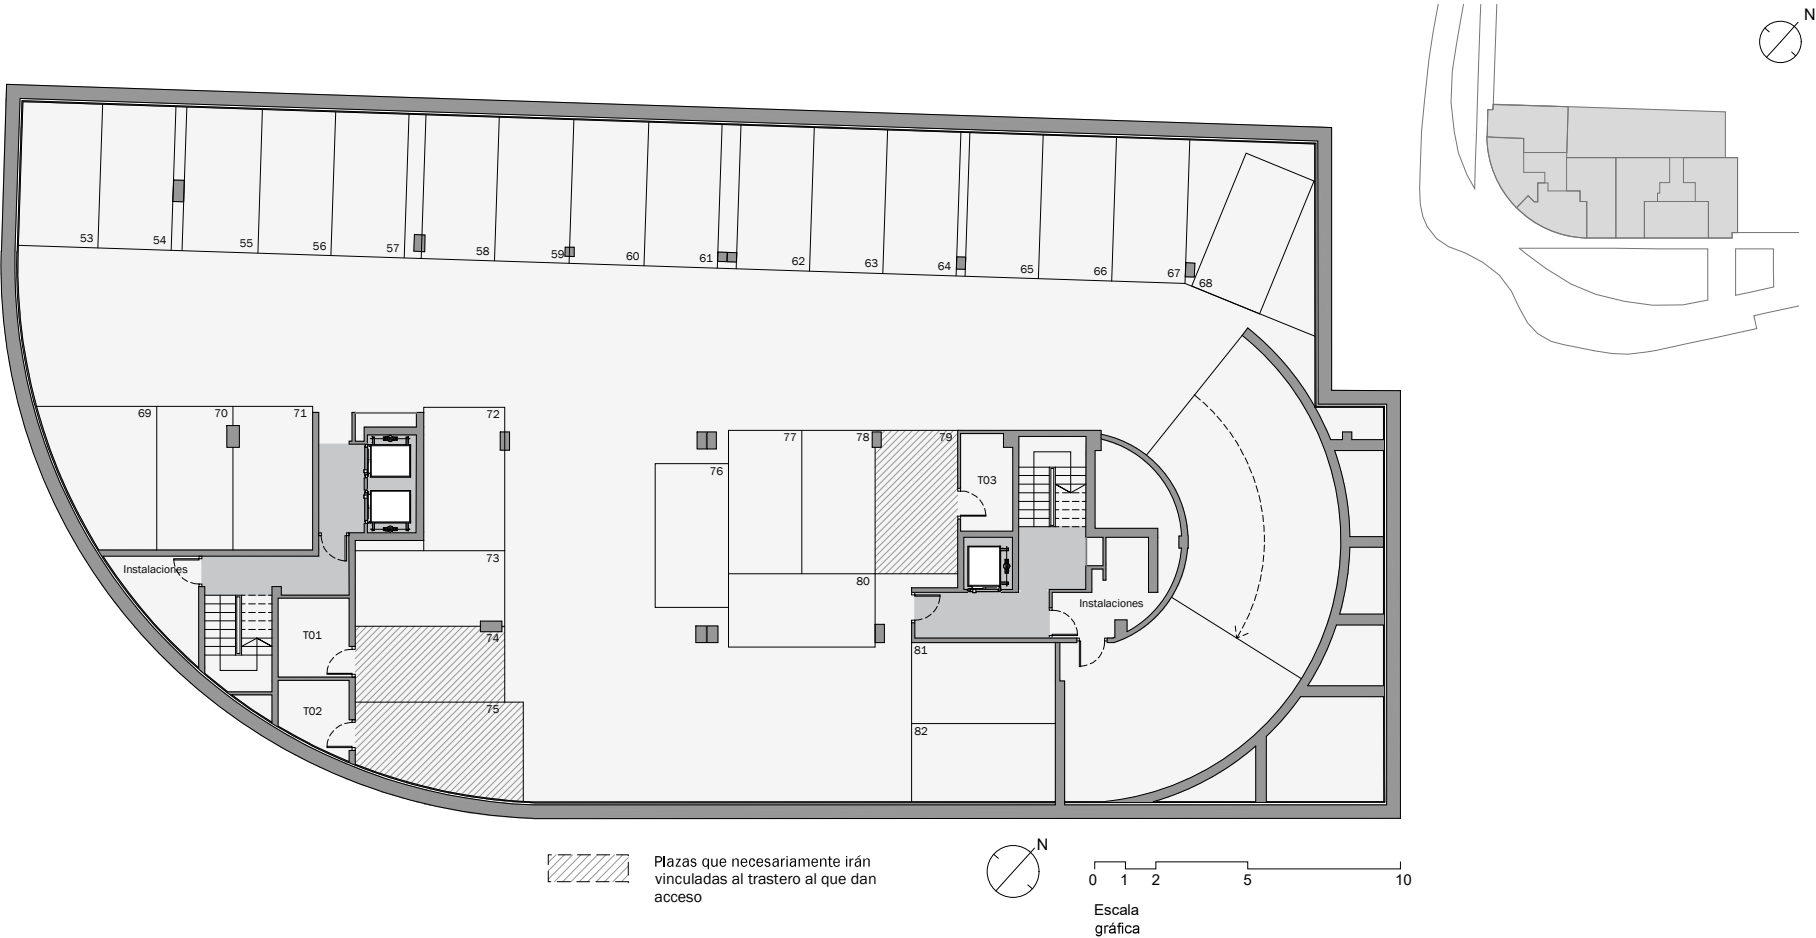 N
53
54
55
56
57
58
59
60
61
62
63
64
65
66
67
68
69
70
71
72
77
78
79
76
T03
73
Instalaciones
80
Instalaciones
T01
74
81
T02
75
82
N
Plazas que necesariamente irán
vinculadas al trastero al que dan
acceso
0 1 2 5 10
Escala
gráfica